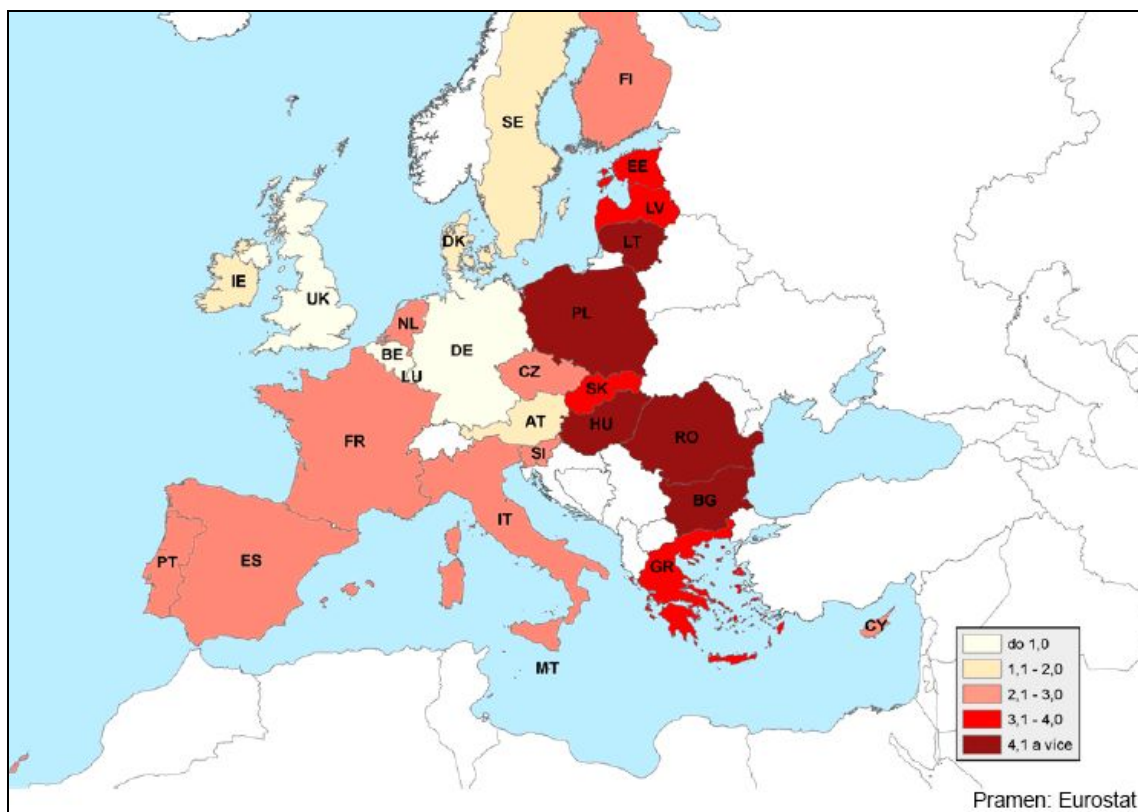 FI
SE
EE
LV
DK
LT
IE
UK
NL
PL
BE
DE
LU
CZ
SK
AT
HU
FR
RO
SI
BG
IT
PT
ES
GR
CY
MT
do 1,0
1,1 - 2,0
2,1 - 3,0
3,1 - 4,0
4,1 a více
Pramen: Eurostat